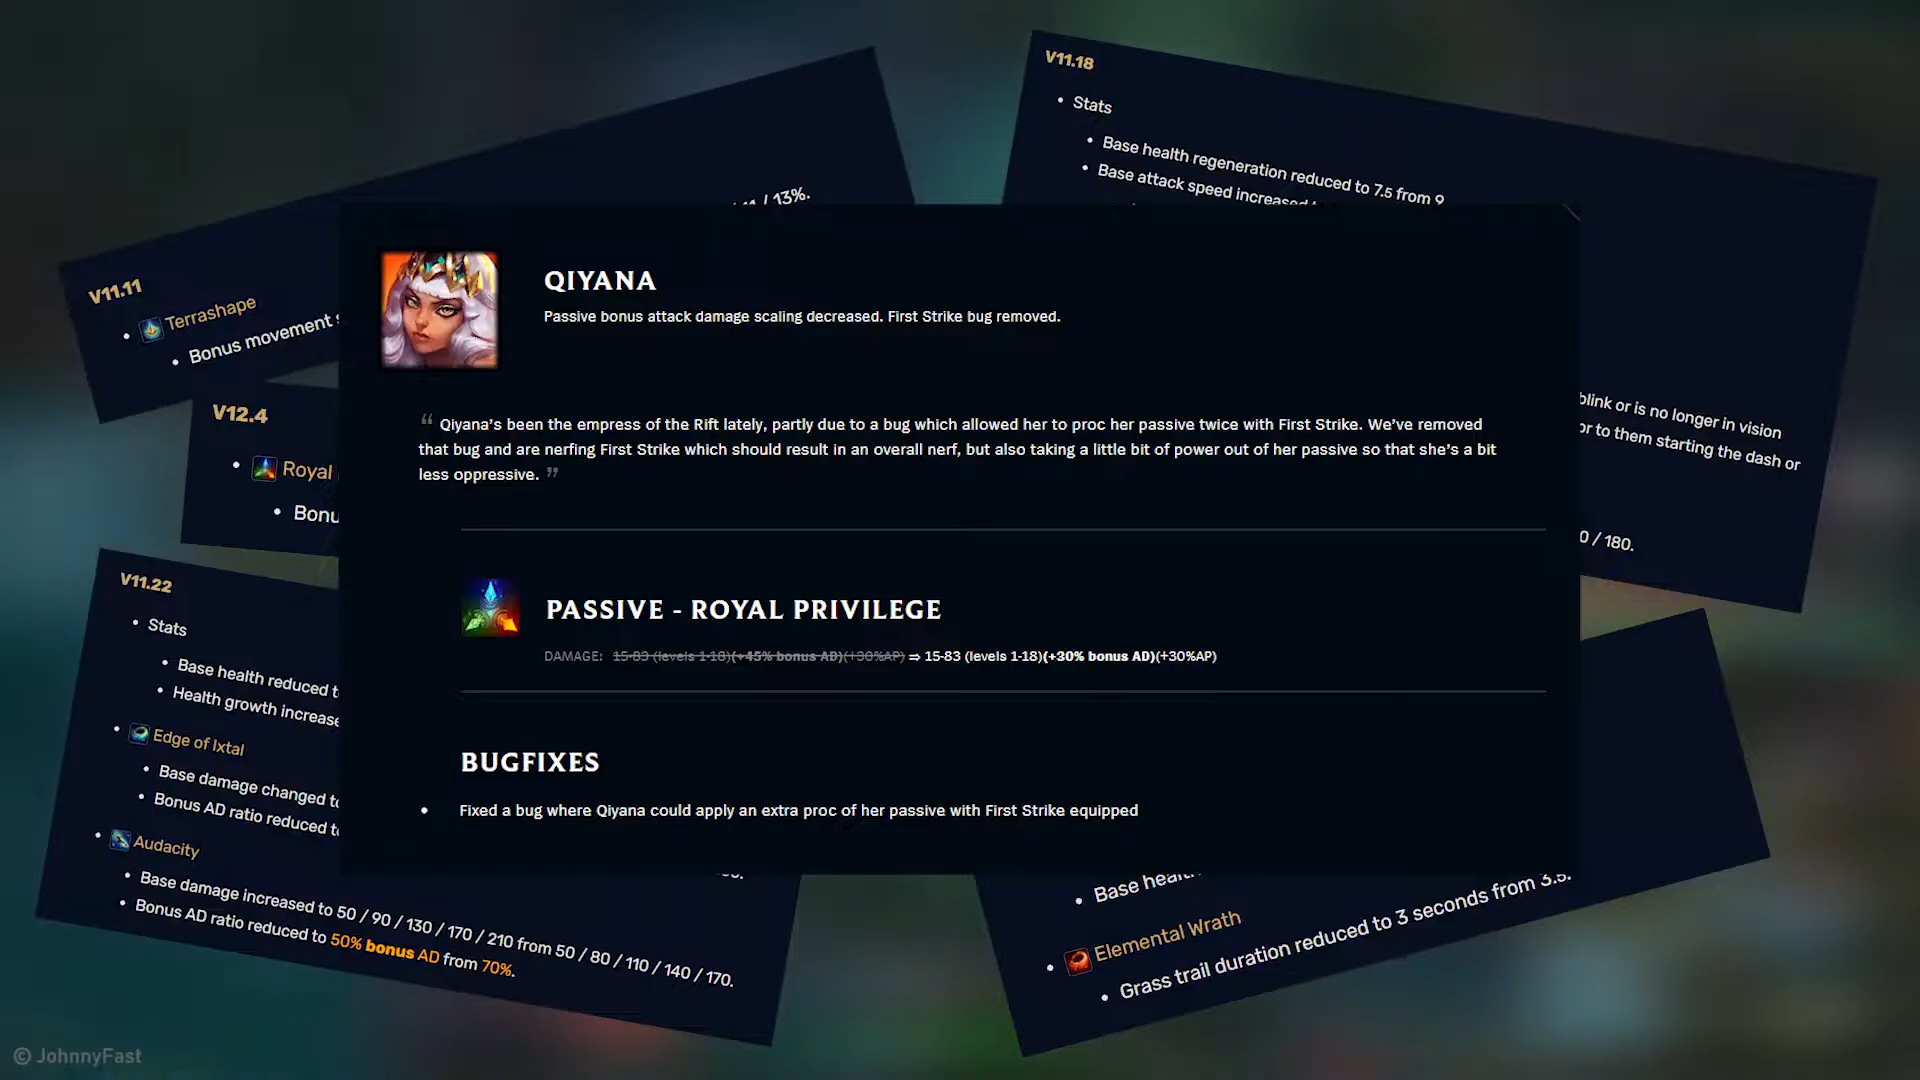 V11.11
Terrashape
Bonus movement
/ 13%.
V11.18
Stats
Base health regeneration reduced to 7.5 from 9
Base attack speed increased
QIYANA
Passive bonus attack damage scaling decreased. First Strike bug removed.
“ Qiyana’s been the empress of the Rift lately, partly due to a bug which allowed her to proc her passive twice with First Strike. We’ve removed
that bug and are nerfing First Strike which should result in an overall nerf, but also taking a little bit of power out of her passive so that she’s a bit
less oppressive. ”
PASSIVE - ROYAL PRIVILEGE
DAMAGE: 15-83 (levels 1-18)(+45% bonus AD)(+30%AP) ⇒ 15-83 (levels 1-18)(+30% bonus AD)(+30%AP)
BUGFIXES
• Fixed a bug where Qiyana could apply an extra proc of her passive with First Strike equipped
V12.4
Royal
blink or is no longer in vision
or to them starting the dash or
0 / 180.
V11.22
Stats
Base health reduced
Health growth
Edge of Ixtal
Base damage changed
Bonus AD ratio reduced
Audacity
Base damage increased to 50 / 90 / 130 / 170 / 210 from 50 / 80 / 110 / 140 / 170.
Bonus AD ratio reduced to 50% bonus AD from 70%.
Base
Elemental Wrath
Grass trail duration reduced to 3 seconds from 3.5.
© JohnnyFast